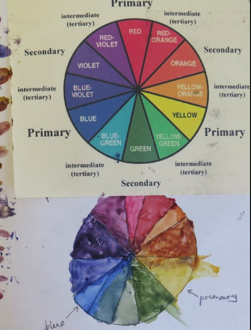 Primary
intermediate
(tertiary)
intermediate
(tertiary)
RED
RED-
VIOLET
RED-
ORANGE
Secondary
Secondary
VIOLET
ORANGE
intermediate
(tertiary)
BLUE-
VIOLET
YELLOW-
ORANGE
intermediate
(tertiary)
BLUE
YELLOW
Primary
Primary
BLUE-
GREEN
YELLOW-
GREEN
GREEN
intermediate
(tertiary)
intermediate
(tertiary)
Secondary
primary
blue